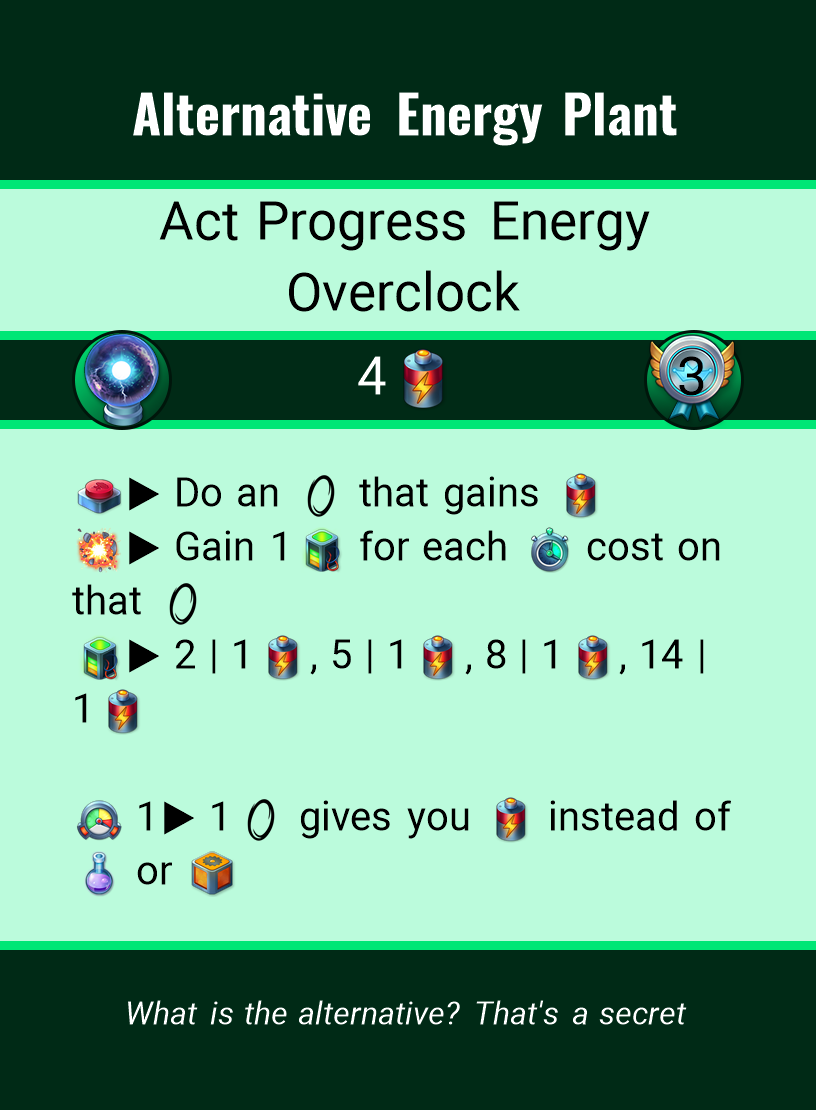 Alternative Energy Plant
Act Progress Energy
Overclock
4
3
▶ Do an that gains
▶ Gain 1 for each cost on
that
▶ 2 | 1 , 5 | 1 , 8 | 1 , 14 |
1
1▶ 1 gives you instead of
or
What is the alternative? That's a secret